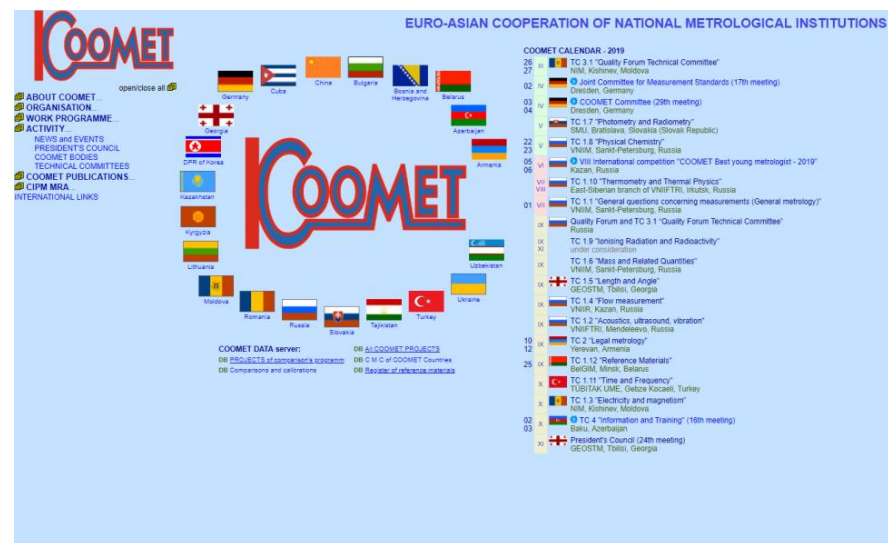 COOMET
EURO-ASIAN COOPERATION OF NATIONAL METROLOGICAL INSTITUTIONS
open/close all
ABOUT COOMET...
ORGANISATION...
WORK PROGRAMME...
ACTIVITY...
NEWS and EVENTS
PRESIDENT'S COUNCIL
COOMET BODIES
TECHNICAL COMMITTEES
COOMET PUBLICATIONS...
CIPM MRA...
INTERNATIONAL LINKS
Germany
Cuba
China
Bulgaria
Bosnia and
Herzegovina
Belarus
Georgia
Azerbaijan
DPR of Korea
Armenia
Kazakhstan
COOMET
Kyrgyzia
Lithuania
Uzbekistan
Moldova
Romania
Russia
Slovakia
Tajikistan
Turkey
Ukraine
COOMET DATA server:
DB All COOMET PROJECTS
DB PROJECTS of comparison's programm
DB C M C of COOMET Countries
DB Comparisons and calibrations
DB Register of reference materials
COOMET CALENDAR - 2019
26 III TC 3.1 "Quality Forum Technical Committee"
27 NIM, Kishinev, Moldova
02 IV Joint Committee for Measurement Standards (17th meeting)
Dresden, Germany
03 IV COOMET Committee (29th meeting)
04 Dresden, Germany
V TC 1.7 "Photometry and Radiometry"
SMU, Bratislava, Slovakia (Slovak Republic)
22 V TC 1.8 "Physical Chemistry"
23 VNIIM, Sankt-Petersburg, Russia
05 VI VIII International competition "COOMET Best young metrologist - 2019"
06 Kazan, Russia
VII TC 1.10 "Thermometry and Thermal Physics"
VIII East-Siberian branch of VNIIFTRI, Irkutsk, Russia
01 VII TC 1.1 "General questions concerning measurements (General metrology)"
VNIIM, Sankt-Petersburg, Russia
IX Quality Forum and TC 3.1 "Quality Forum Technical Committee"
Russia
IX TC 1.9 "Ionising Radiation and Radioactivity"
XI under consideration
IX TC 1.6 "Mass and Related Quantities"
VNIIM, Sankt-Petersburg, Russia
IX TC 1.5 "Length and Angle"
GEOSTM, Tbilisi, Georgia
IX TC 1.4 "Flow measurement"
VNIIR, Kazan, Russia
IX TC 1.2 "Acoustics, ultrasound, vibration"
VNIIFTRI, Mendeleevo, Russia
10 IX TC 2 "Legal metrology"
12 Yerevan, Armenia
25 IX TC 1.12 "Reference Materials"
BelGIM, Minsk, Belarus
X TC 1.11 "Time and Frequency"
TÜBİTAK UME, Gebze Kocaeli, Turkey
X TC 1.3 "Electricity and magnetism"
NIM, Kishinev, Moldova
02 X TC 4 "Information and Training" (16th meeting)
03 Baku, Azerbaijan
XI President's Council (24th meeting)
GEOSTM, Tbilisi, Georgia